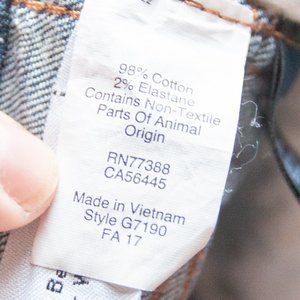 98% Cotton
2% Elastane
Contains Non-Textile
Parts Of Animal
Origin
RN77388
CA56445
Made in Vietnam
Style G7190
FA 17